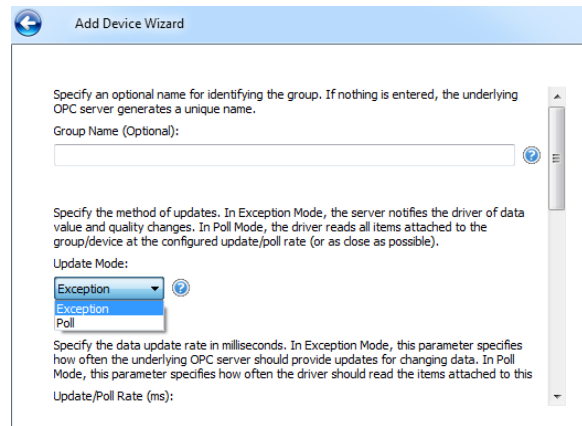 Add Device Wizard
Specify an optional name for identifying the group. If nothing is entered, the underlying
OPC server generates a unique name.
Group Name (Optional):
Specify the method of updates. In Exception Mode, the server notifies the driver of data
value and quality changes. In Poll Mode, the driver reads all items attached to the
group/device at the configured update/poll rate (or as close as possible).
Update Mode:
Exception
Exception
Poll
Specify the data update rate in milliseconds. In Exception Mode, this parameter specifies
how often the underlying OPC server should provide updates for changing data. In Poll
Mode, this parameter specifies how often the driver should read the items attached to this
Update/Poll Rate (ms):